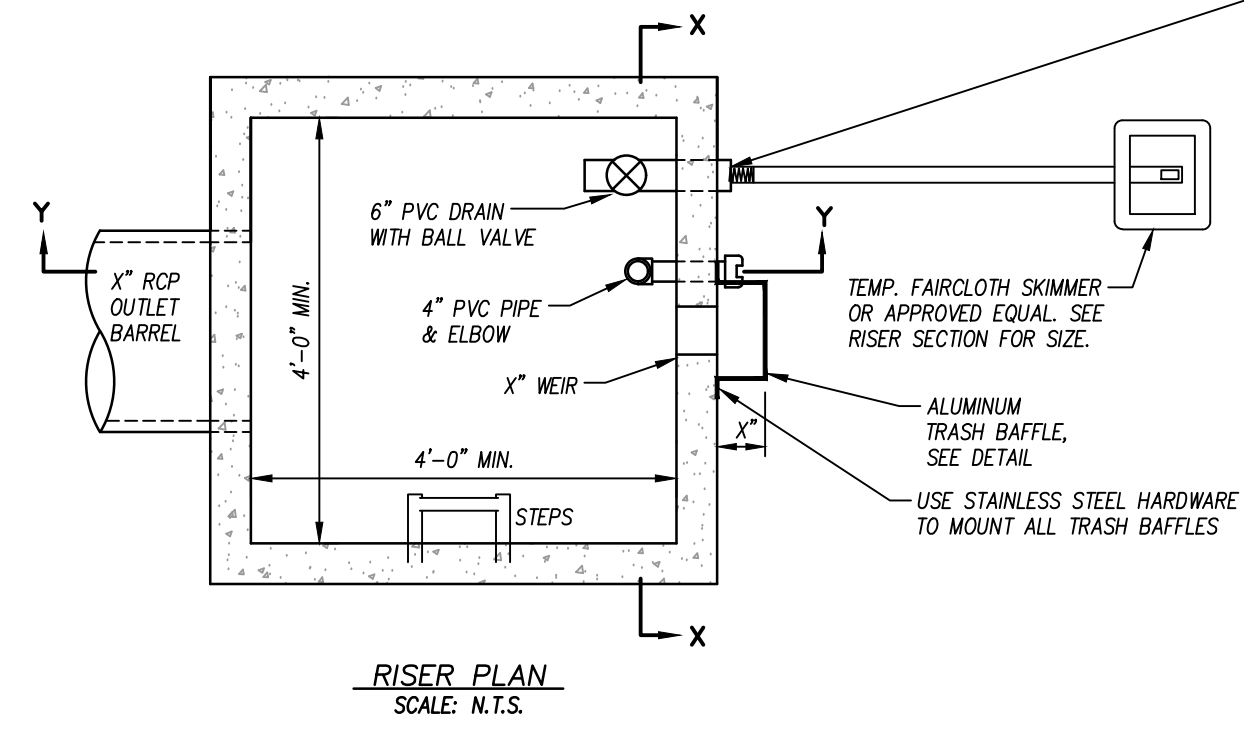 X
6" PVC DRAIN
WITH BALL VALVE
Y
Y
X" RCP
OUTLET
BARREL
4'-0" MIN.
4" PVC PIPE
& ELBOW
TEMP. FAIRCLOTH SKIMMER
OR APPROVED EQUAL. SEE
RISER SECTION FOR SIZE.
X" WEIR
X"
ALUMINUM
TRASH BAFFLE,
SEE DETAIL
4'-0" MIN.
USE STAINLESS STEEL HARDWARE
TO MOUNT ALL TRASH BAFFLES
STEPS
X
RISER PLAN
SCALE: N.T.S.